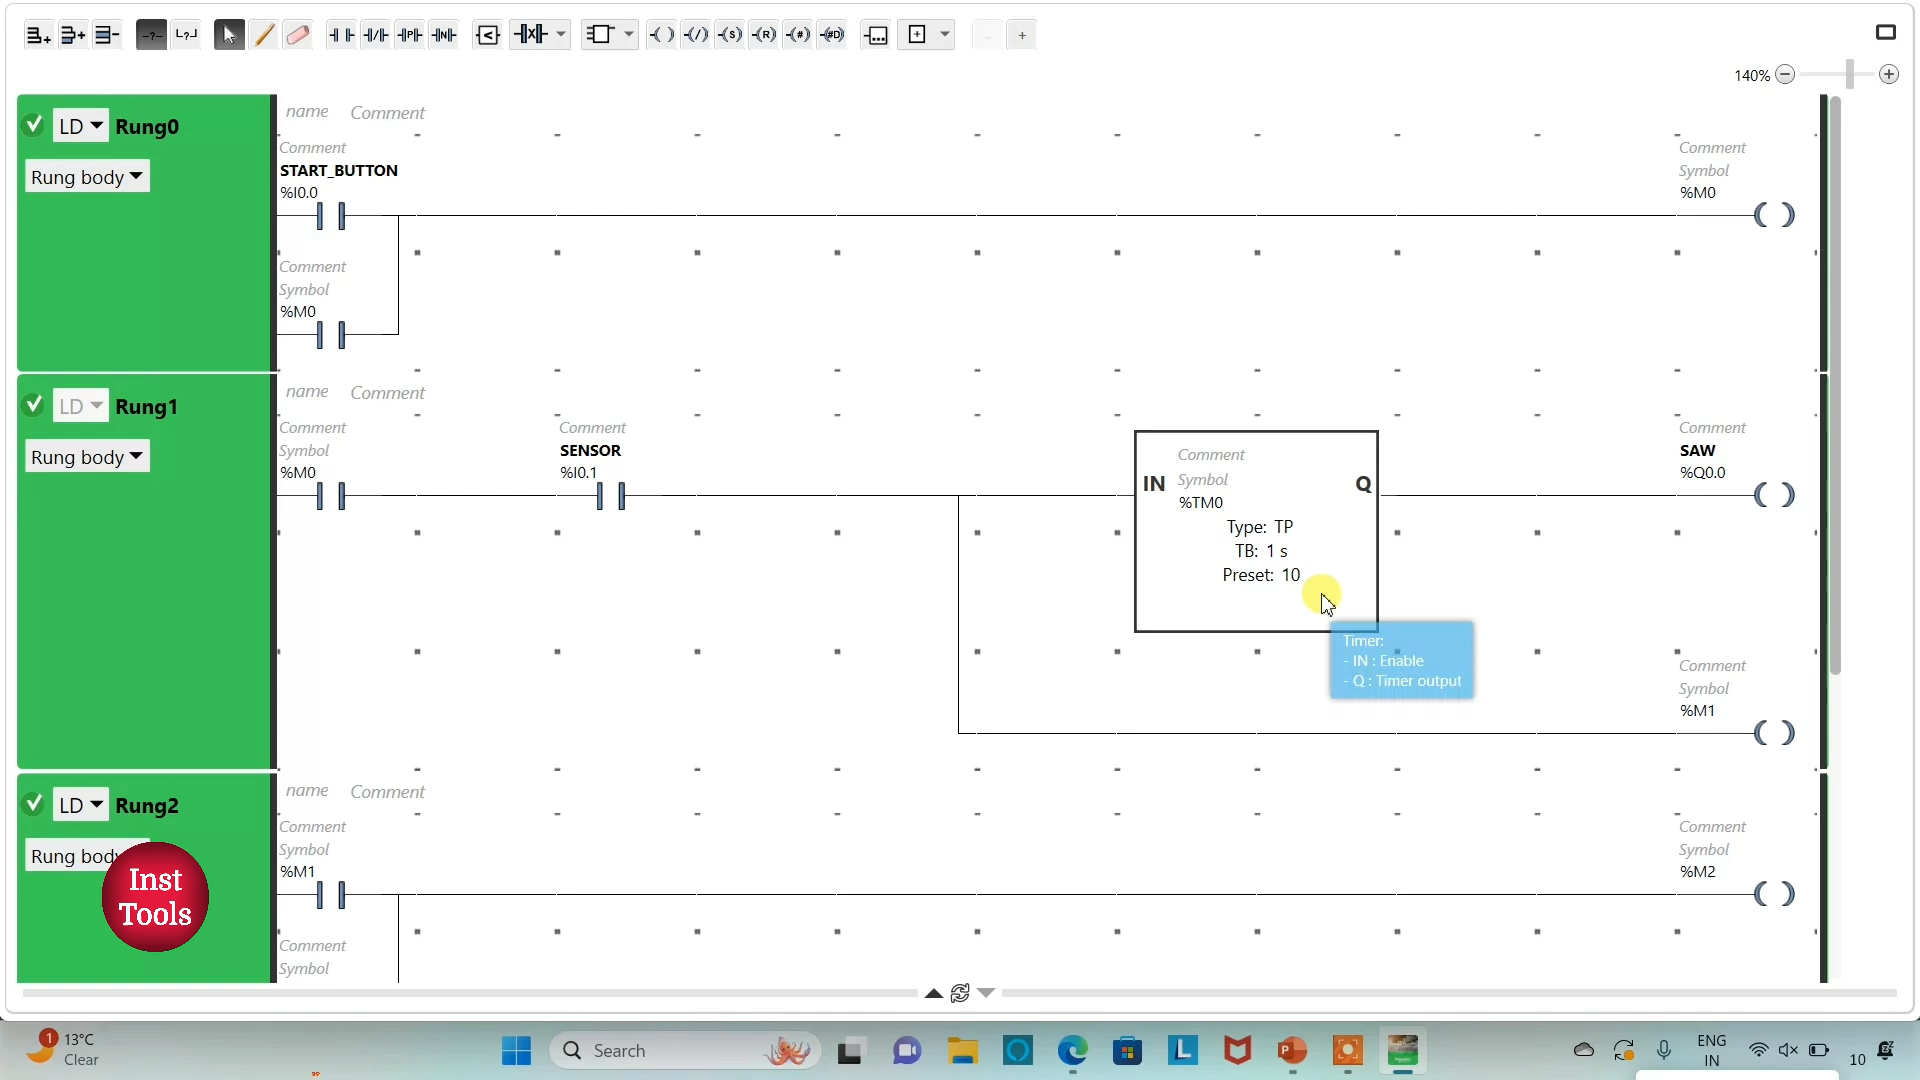 140%
LD Rung0
Rung body
name Comment
Comment
START_BUTTON
%I0.0
Comment
Symbol
%M0
Comment
Symbol
%M0
LD Rung1
Rung body
name Comment
Comment
Symbol
%M0
Comment
SENSOR
%I0.1
IN
Comment
Symbol
%TM0
Q
Type: TP
TB: 1 s
Preset: 10
Comment
SAW
%Q0.0
Timer:
- IN : Enable
- Q : Timer output
Comment
Symbol
%M1
LD Rung2
Rung body
name Comment
Comment
Symbol
%M1
Comment
Symbol
%M2
Comment
Symbol
Inst
Tools
1
13°C
Clear
Search
ENG
IN
10